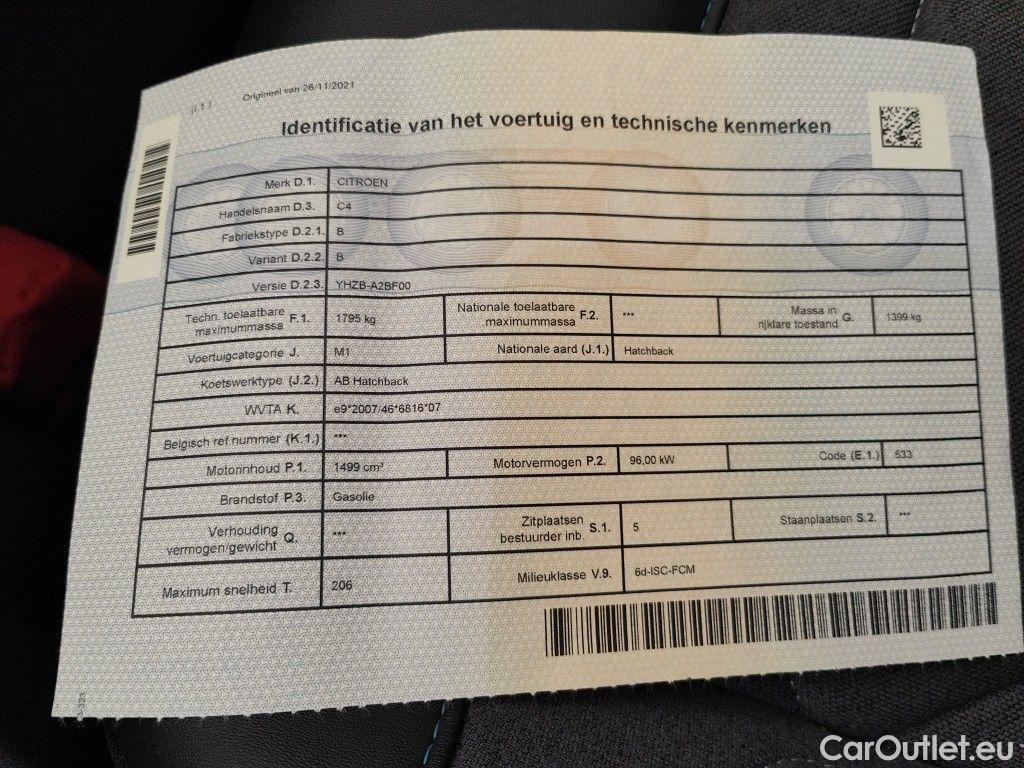 (I.1.) Origineel van 26/11/2021
Identificatie van het voertuig en technische kenmerken
Merk D.1. CITROEN
Handelsnaam D.3. C4
Fabriekstype D.2.1. B
Variant D.2.2. B
Versie D.2.3. YHZB-A2BF00
Techn. toelaatbare maximummassa F.1. 1795 kg Nationale toelaatbare maximummassa F.2. *** Massa in rijklare toestand G. 1399 kg
Voertuigcategorie J. M1 Nationale aard (J.1.) Hatchback
Koetswerktype (J.2.) AB Hatchback
WVTA K. e9*2007/46*6816*07
Belgisch ref.nummer (K.1.) ***
Motorinhoud P.1. 1499 cm³ Motorvermogen P.2. 96,00 kW Code (E.1.) 533
Brandstof P.3. Gasolie
Verhouding vermogen/gewicht Q. *** Zitplaatsen bestuurder inb. S.1. 5 Staanplaatsen S.2. ***
Maximum snelheid T. 206 Milieuklasse V.9. 6d-ISC-FCM
CarOutlet.eu